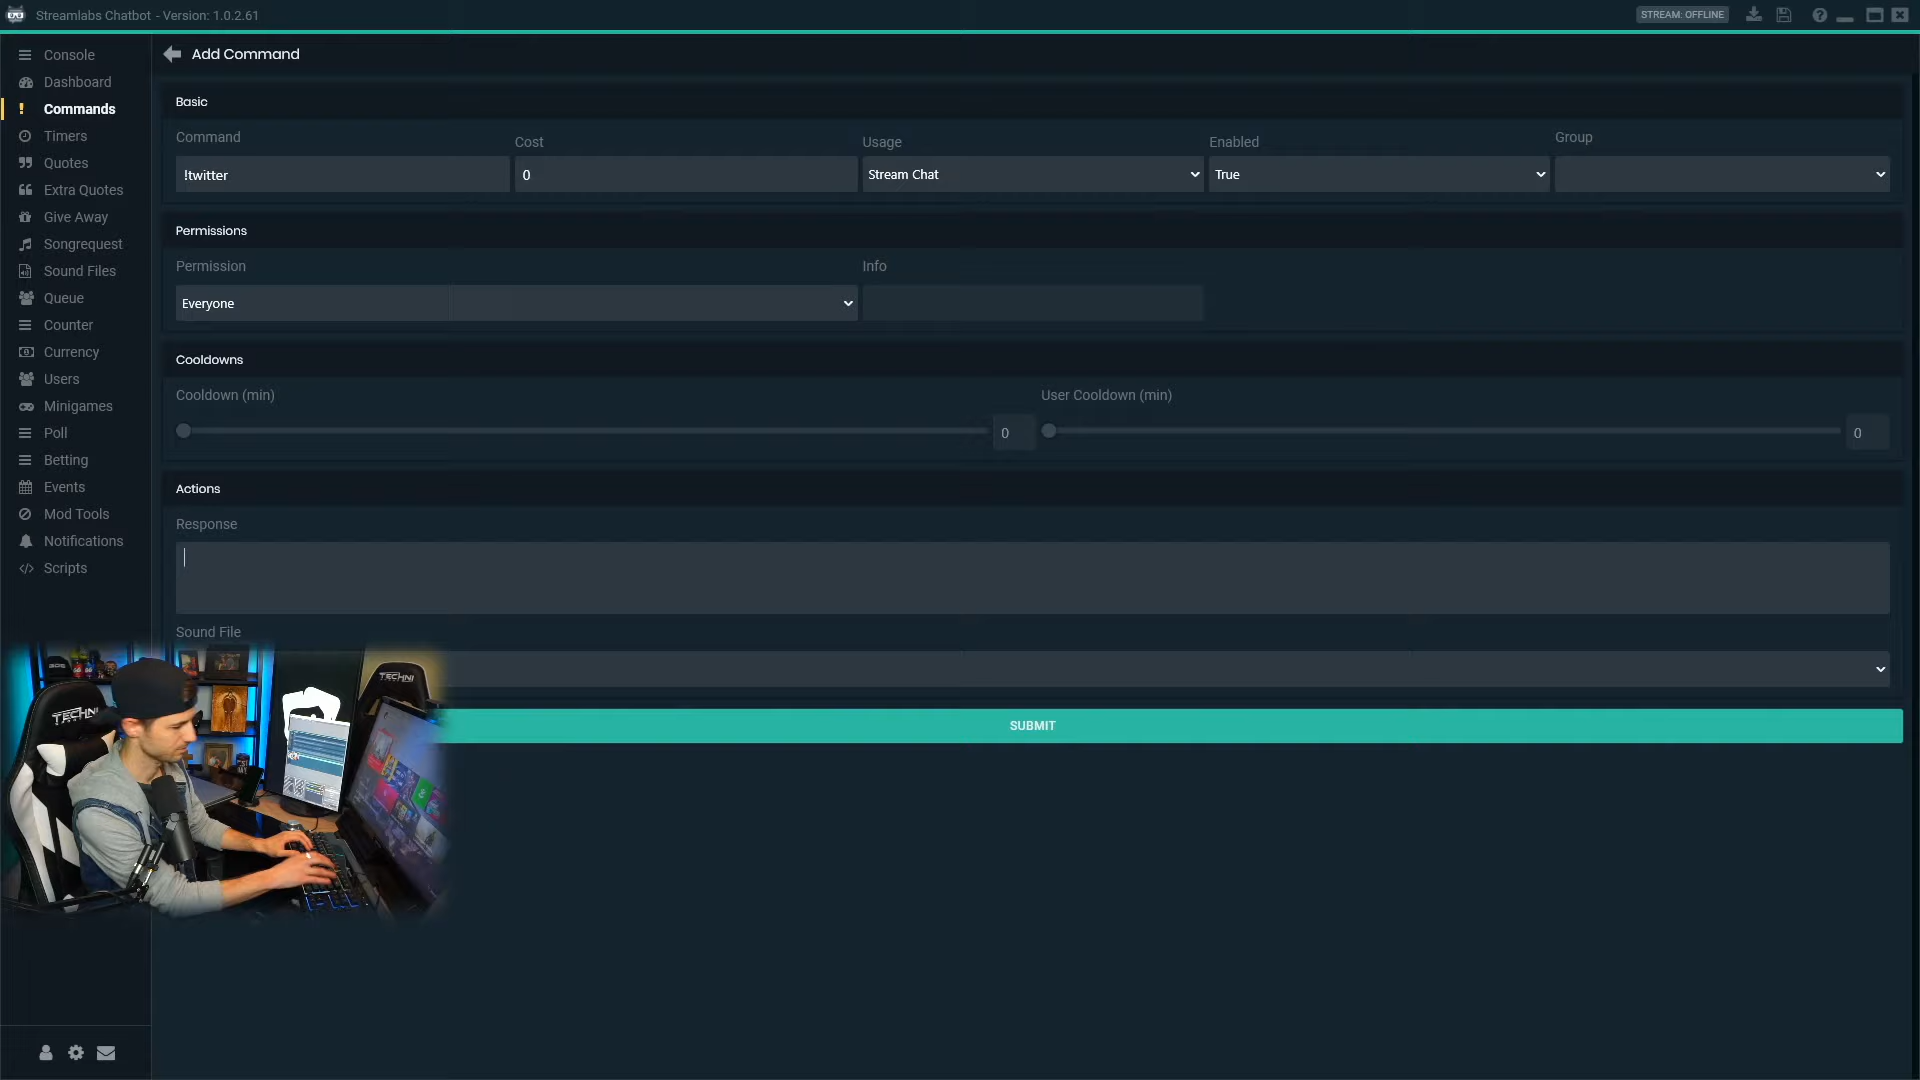 Streamlabs Chatbot - Version: 1.0.2.61
STREAM: OFFLINE
Console
Dashboard
Commands
Timers
Quotes
Extra Quotes
Give Away
Songrequest
Sound Files
Queue
Counter
Currency
Users
Minigames
Poll
Betting
Events
Mod Tools
Notifications
Scripts
Add Command
Basic
Command
Cost
Usage
Enabled
Group
!twitter
0
Stream Chat
True
Permissions
Permission
Info
Everyone
Cooldowns
Cooldown (min)
User Cooldown (min)
0
0
Actions
Response
Sound File
SUBMIT
TECHNI
TECHNI